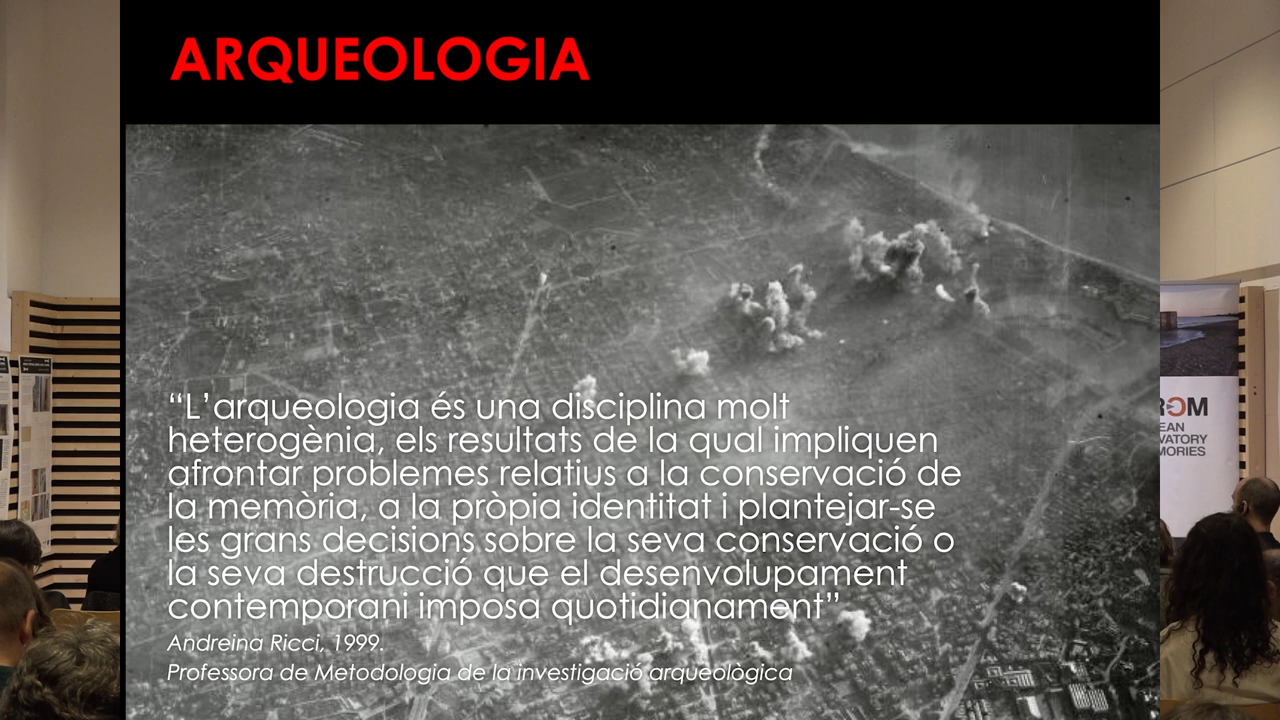 ARQUEOLOGIA
“L’arqueologia és una disciplina molt
heterogènia, els resultats de la qual impliquen
afrontar problemes relatius a la conservació de
la memòria, a la pròpia identitat i plantejar-se
les grans decisions sobre la seva conservació o
la seva destrucció que el desenvolupament
contemporani imposa quotidianament”
Andreina Ricci, 1999.
Professora de Metodologia de la investigació arqueològica
ROM
EAN
VATORY
MORIES